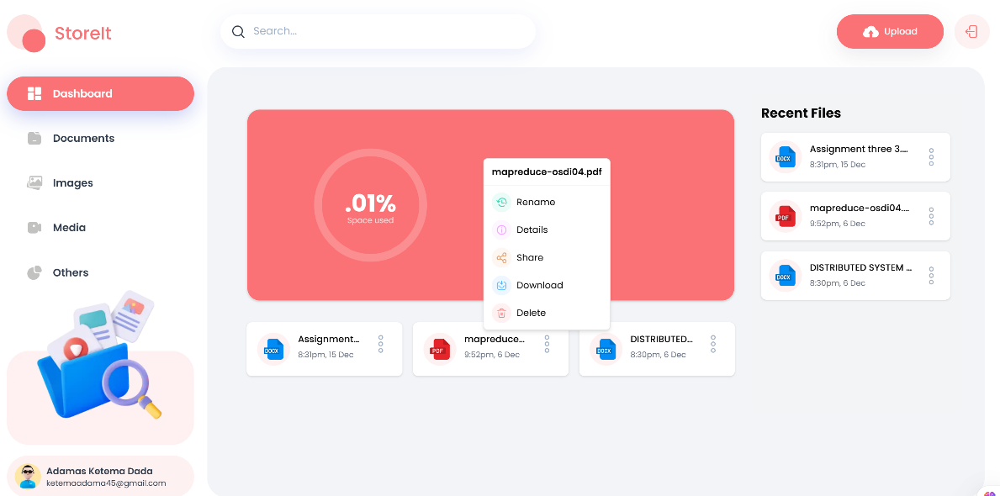 StoreIt
Search...
Upload
Dashboard
Documents
Images
Media
Others
Adamas Ketema Dada
ketemaadama45@gmail.com
.01%
Space used
mapreduce-osdi04.pdf
Rename
Details
Share
Download
Delete
DOCX
Assignment...
8:31pm, 15 Dec
PDF
mapreduce...
9:52pm, 6 Dec
DOCX
DISTRIBUTED...
8:30pm, 6 Dec
Recent Files
DOCX
Assignment three 3....
8:31pm, 15 Dec
PDF
mapreduce-osdi04....
9:52pm, 6 Dec
DOCX
DISTRIBUTED SYSTEM ...
8:30pm, 6 Dec